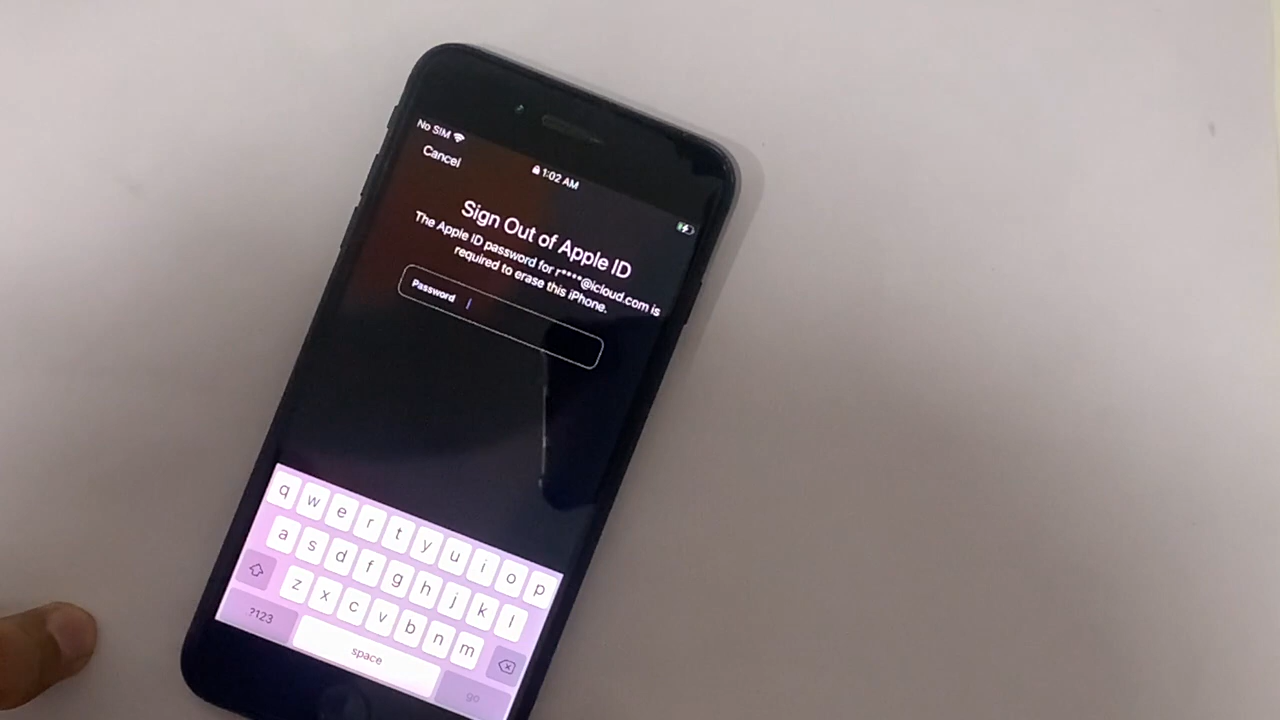 No SIM
1:02 AM
Cancel
Sign Out of Apple ID
The Apple ID password for r****@icloud.com is
required to erase this iPhone.
Password
q w e r t y u i o p
a s d f g h j k l
z x c v b n m
?123 space go